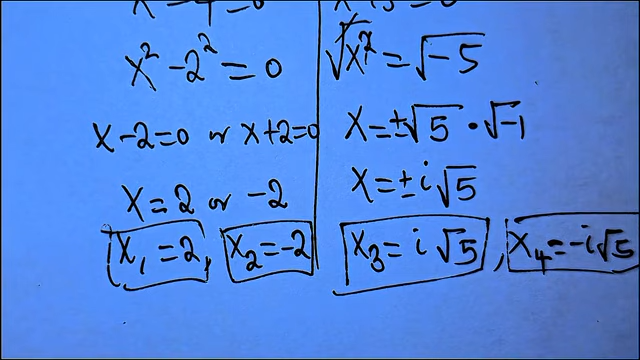 x² - 2² = 0
x - 2 = 0 or x + 2 = 0
x = 2 or -2
x₁ = 2, x₂ = -2
√x² = √-5
x = ±√5 · √-1
x = ± i√5
x₃ = i√5, x₄ = -i√5